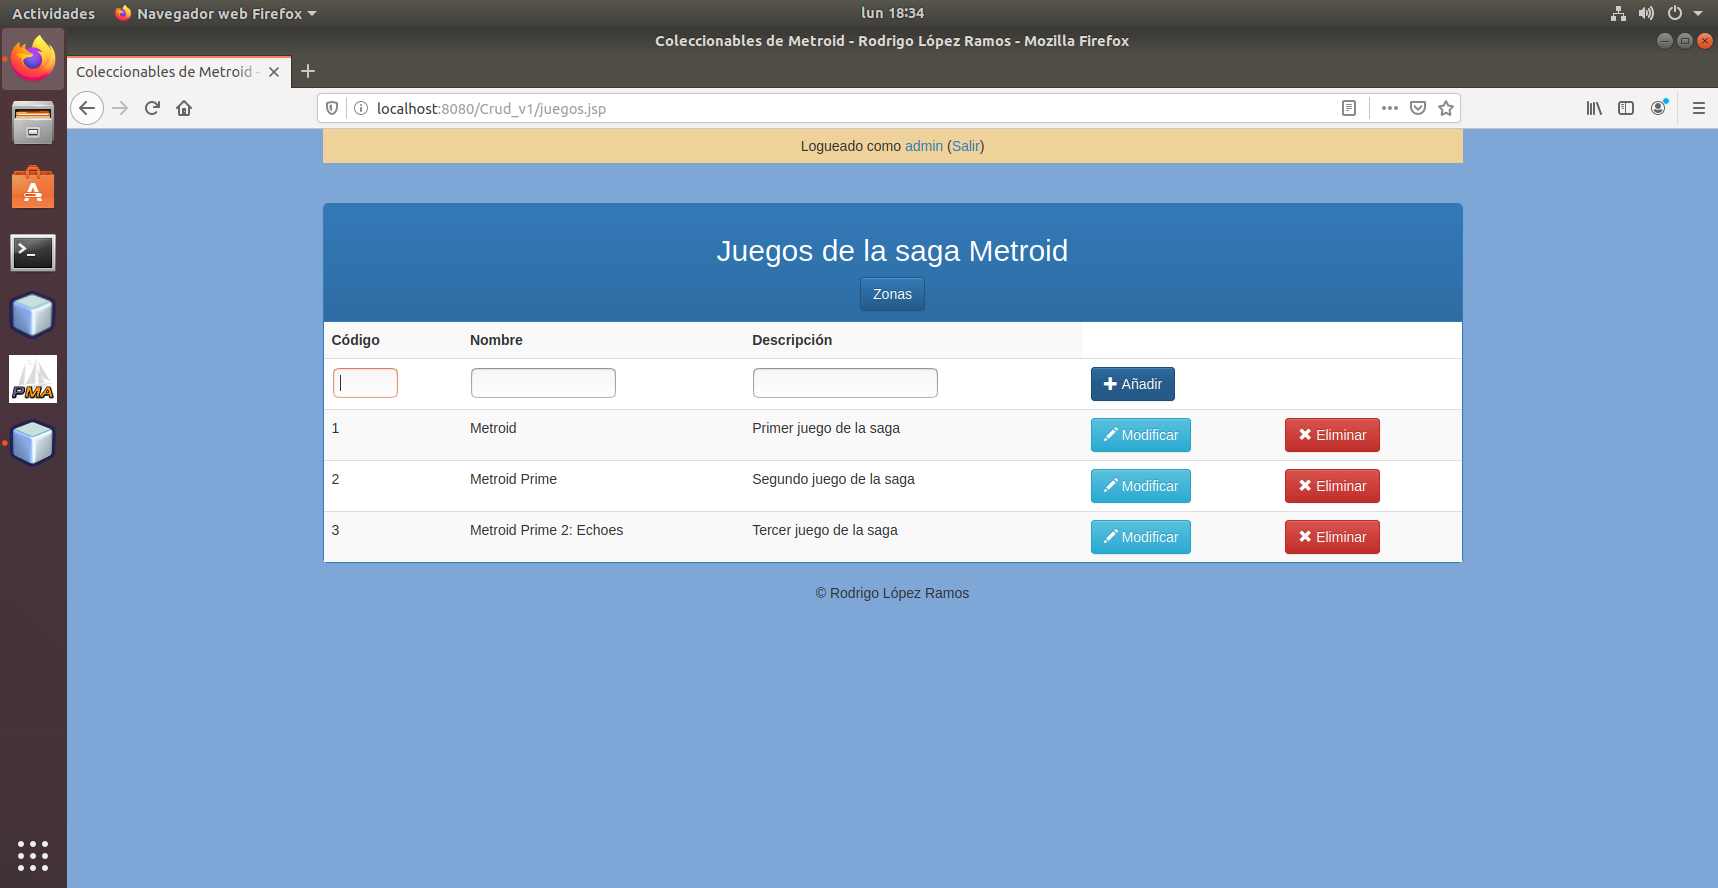 Actividades Navegador web Firefox lun 18:34
Coleccionables de Metroid - Rodrigo López Ramos - Mozilla Firefox
Coleccionables de Metroid -
localhost:8080/Crud_v1/juegos.jsp
Logueado como admin (Salir)
Juegos de la saga Metroid
Zonas
Código Nombre Descripción
Añadir
1 Metroid Primer juego de la saga Modificar Eliminar
2 Metroid Prime Segundo juego de la saga Modificar Eliminar
3 Metroid Prime 2: Echoes Tercer juego de la saga Modificar Eliminar
© Rodrigo López Ramos
PMA